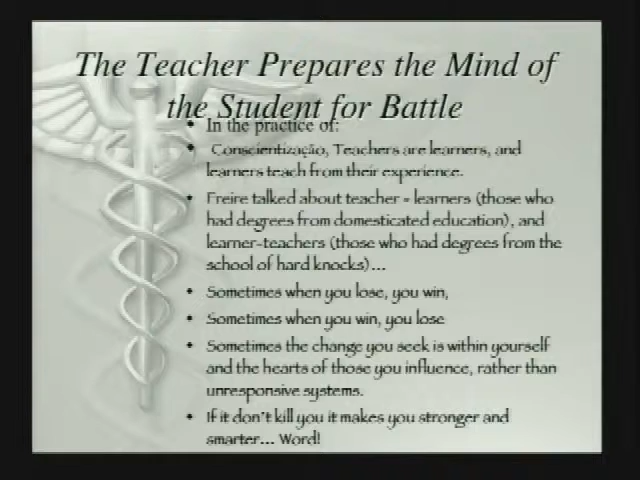 The Teacher Prepares the Mind of
the Student for Battle
• In the practice of:
• Conscientização, Teachers are learners, and
learners teach from their experience.
• Freire talked about teacher - learners (those who
had degrees from domesticated education), and
learner-teachers (those who had degrees from the
school of hard knocks)...
• Sometimes when you lose, you win,
• Sometimes when you win, you lose
• Sometimes the change you seek is within yourself
and the hearts of those you influence, rather than
unresponsive systems.
• If it don't kill you it makes you stronger and
smarter... Word!